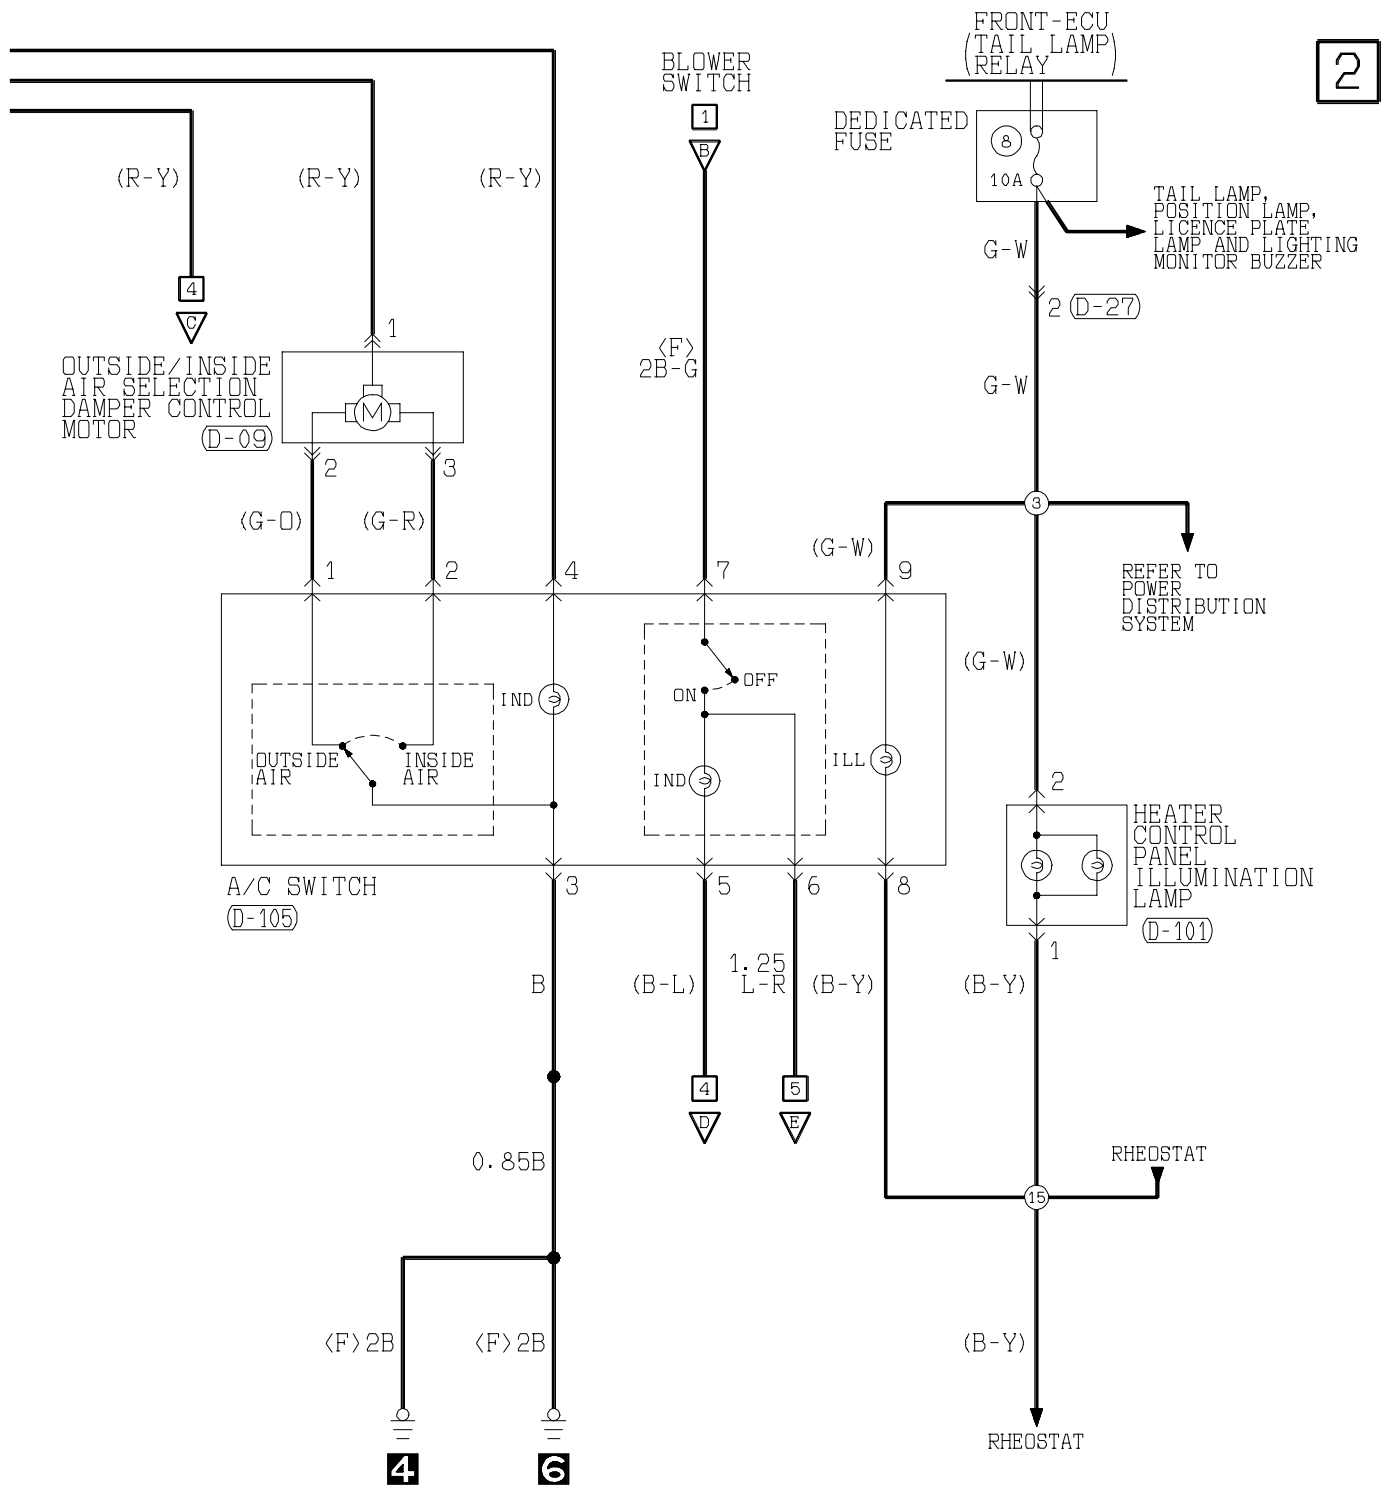 FRONT-ECU
(TAIL LAMP)
RELAY
2
BLOWER
SWITCH
1
B
DEDICATED
FUSE
8
10A
(R-Y)
(R-Y)
(R-Y)
TAIL LAMP,
POSITION LAMP,
LICENCE PLATE
LAMP AND LIGHTING
MONITOR BUZZER
G-W
4
C
2
D-27
1
<F>
2B-G
OUTSIDE/INSIDE
AIR SELECTION
DAMPER CONTROL
MOTOR
D-09
M
G-W
2
3
3
(G-O)
(G-R)
(G-W)
1
2
4
7
9
REFER TO
POWER
DISTRIBUTION
SYSTEM
(G-W)
OFF
ON
IND
OUTSIDE
AIR
INSIDE
AIR
IND
ILL
2
HEATER
CONTROL
PANEL
ILLUMINATION
LAMP
D-101
A/C SWITCH
D-105
3
5
6
8
1
B
(B-L)
1.25
L-R
(B-Y)
(B-Y)
4
D
5
E
0.85B
RHEOSTAT
15
<F>2B
<F>2B
(B-Y)
RHEOSTAT
4
6